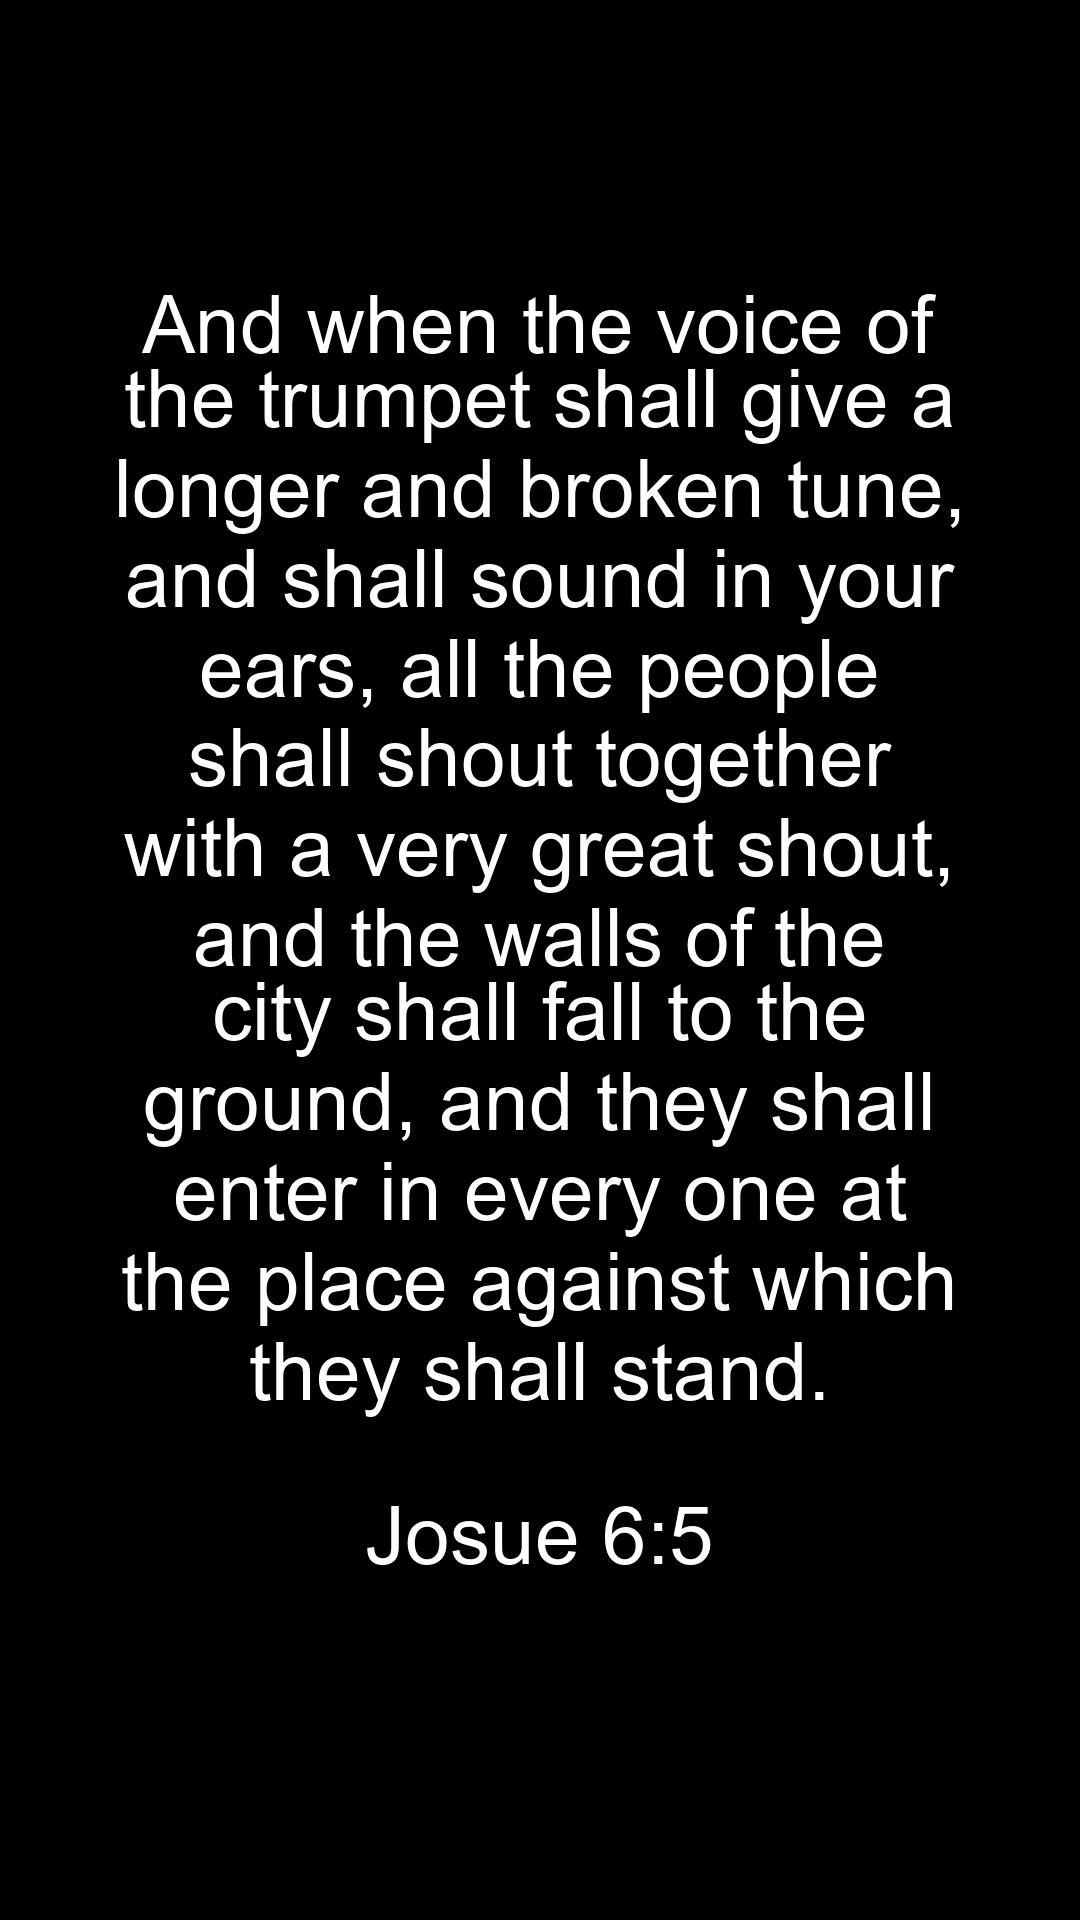 And when the voice of
the trumpet shall give a
longer and broken tune,
and shall sound in your
ears, all the people
shall shout together
with a very great shout,
and the walls of the
city shall fall to the
ground, and they shall
enter in every one at
the place against which
they shall stand.
Josue 6:5